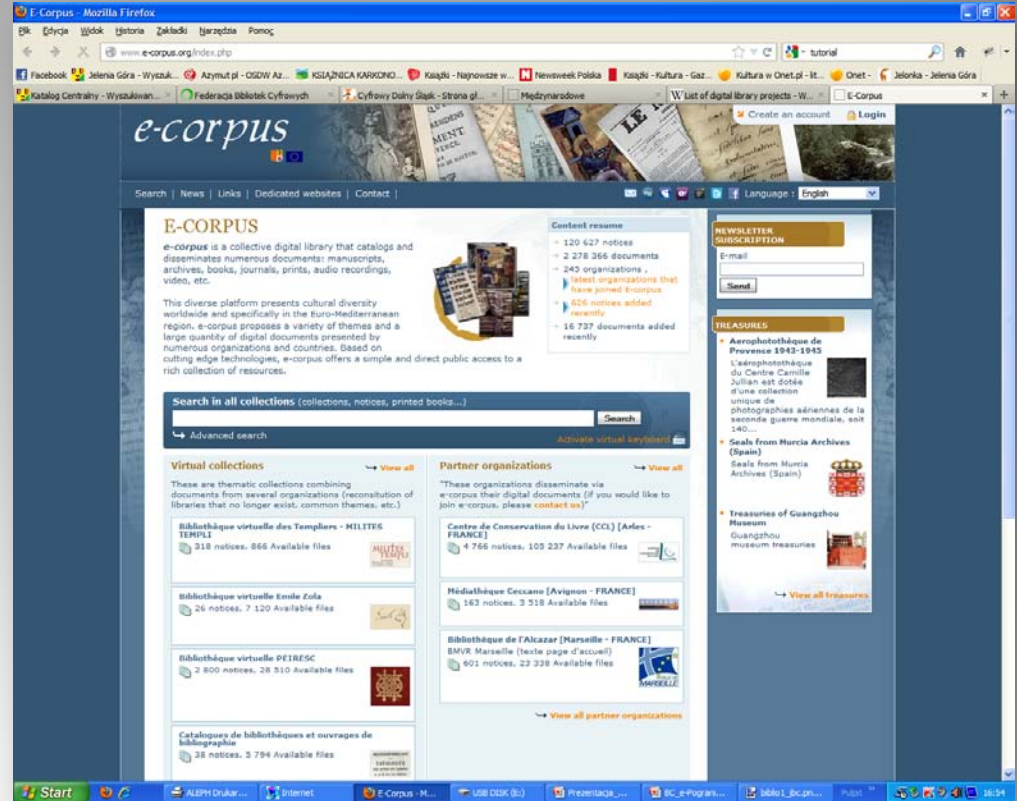 E-Corpus - Mozilla Firefox
Plik Edycja Widok Historia Zakładki Narzędzia Pomoc
www.e-corpus.org/index.php
tutorial
Facebook Jelenia Góra - Wyszuk... Azymut pl - OSDW Az... KSIĄŻNICA KARKONO... Książki - Najnowsze w... Newsweek Polska Książki - Kultura - Gaz... Kultura w Onet.pl - lit... Onet - Jelonka - Jelenia Góra
Katalog Centralny - Wyszukiwan... Federacja Bibliotek Cyfrowych Cyfrowy Dolny Śląsk - Strona gł... Międzynarodowe List of digital library projects - W... E-Corpus
Create an account Login
e-corpus
Search | News | Links | Dedicated websites | Contact |
Language : English
E-CORPUS
e-corpus is a collective digital library that catalogs and
disseminates numerous documents: manuscripts,
archives, books, journals, prints, audio recordings,
video, etc.
This diverse platform presents cultural diversity
worldwide and specifically in the Euro-Mediterranean
region. e-corpus proposes a variety of themes and a
large quantity of digital documents presented by
numerous organizations and countries. Based on
cutting edge technologies, e-corpus offers a simple and direct public access to a
rich collection of resources.
Content resume
120 627 notices
2 278 366 documents
245 organizations ,
latest organizations that
have joined E-corpus
626 notices added
recently
16 737 documents added
recently
NEWSLETTER
SUBSCRIPTION
E-mail
Send
Search in all collections (collections, notices, printed books...)
Search
Advanced search
Activate virtual keyboard
Virtual collections
View all
These are thematic collections combining
documents from several organizations (reconsitution of
libraries that no longer exist, common themes, etc.)
Bibliothèque virtuelle des Templiers - MILITES
TEMPLI
318 notices, 866 Available files
Bibliothèque virtuelle Emile Zola
26 notices, 7 120 Available files
Bibliothèque virtuelle PEIRESC
2 800 notices, 28 510 Available files
Catalogues de bibliothèques et ouvrages de
bibliographie
38 notices, 5 794 Available files
Partner organizations
View all
"These organizations disseminate via
e-corpus their digital documents (if you would like to
join e-corpus, please contact us)"
Centre de Conservation du Livre (CCL) [Arles -
FRANCE]
4 766 notices, 105 237 Available files
Médiathèque Ceccano [Avignon - FRANCE]
163 notices, 3 518 Available files
Bibliothèque de l'Alcazar [Marseille - FRANCE]
BMVR Marseille (texte page d'accueil)
601 notices, 23 338 Available files
MARSEILLE
View all partner organizations
TREASURES
Aerophotothèque de
Provence 1943-1945
L'aérophotothèque
du Centre Camille
Jullian est dotée
d'une collection
unique de
photographies aériennes de la
seconde guerre mondiale, soit
140...
Seals from Murcia Archives
(Spain)
Seals from Murcia
Archives (Spain)
Treasuries of Guangzhou
Museum
Guangzhou
museum treasuries
View all treasures
Start ALEPH Drukar... Internet E-Corpus - M... USB DISK (E:) Prezentacja_... BC_e-Pogran... biblio1_jbc.pn... Pulpit 16:54